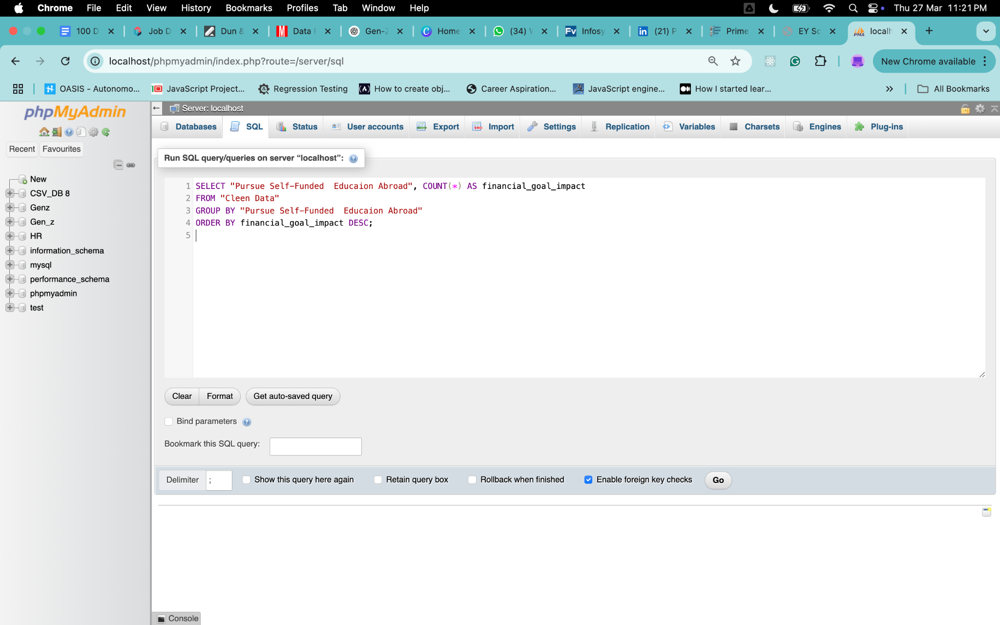 Chrome File Edit View History Bookmarks Profiles Tab Window Help Thu 27 Mar 11:21 PM
100 D Job D Dun & Data Gen-Z Home (34) Infosy (21) P Prime EY Sc PMA localh
localhost/phpmyadmin/index.php?route=/server/sql New Chrome available
OASIS - Autonomo... JavaScript Project... Regression Testing How to create obj... Career Aspiration... JavaScript engine... How I started lear... » All Bookmarks
phpMyAdmin
Recent Favourites
New
CSV_DB 8
Genz
Gen_z
HR
information_schema
mysql
performance_schema
phpmyadmin
test
Server: localhost
Databases SQL Status User accounts Export Import Settings Replication Variables Charsets Engines Plug-ins
Run SQL query/queries on server “localhost”:
1 SELECT "Pursue Self-Funded  Educaion Abroad", COUNT(*) AS financial_goal_impact
2 FROM "Cleen Data"
3 GROUP BY "Pursue Self-Funded  Educaion Abroad"
4 ORDER BY financial_goal_impact DESC;
5
Clear Format Get auto-saved query
Bind parameters
Bookmark this SQL query:
Delimiter ; Show this query here again Retain query box Rollback when finished Enable foreign key checks Go
Console